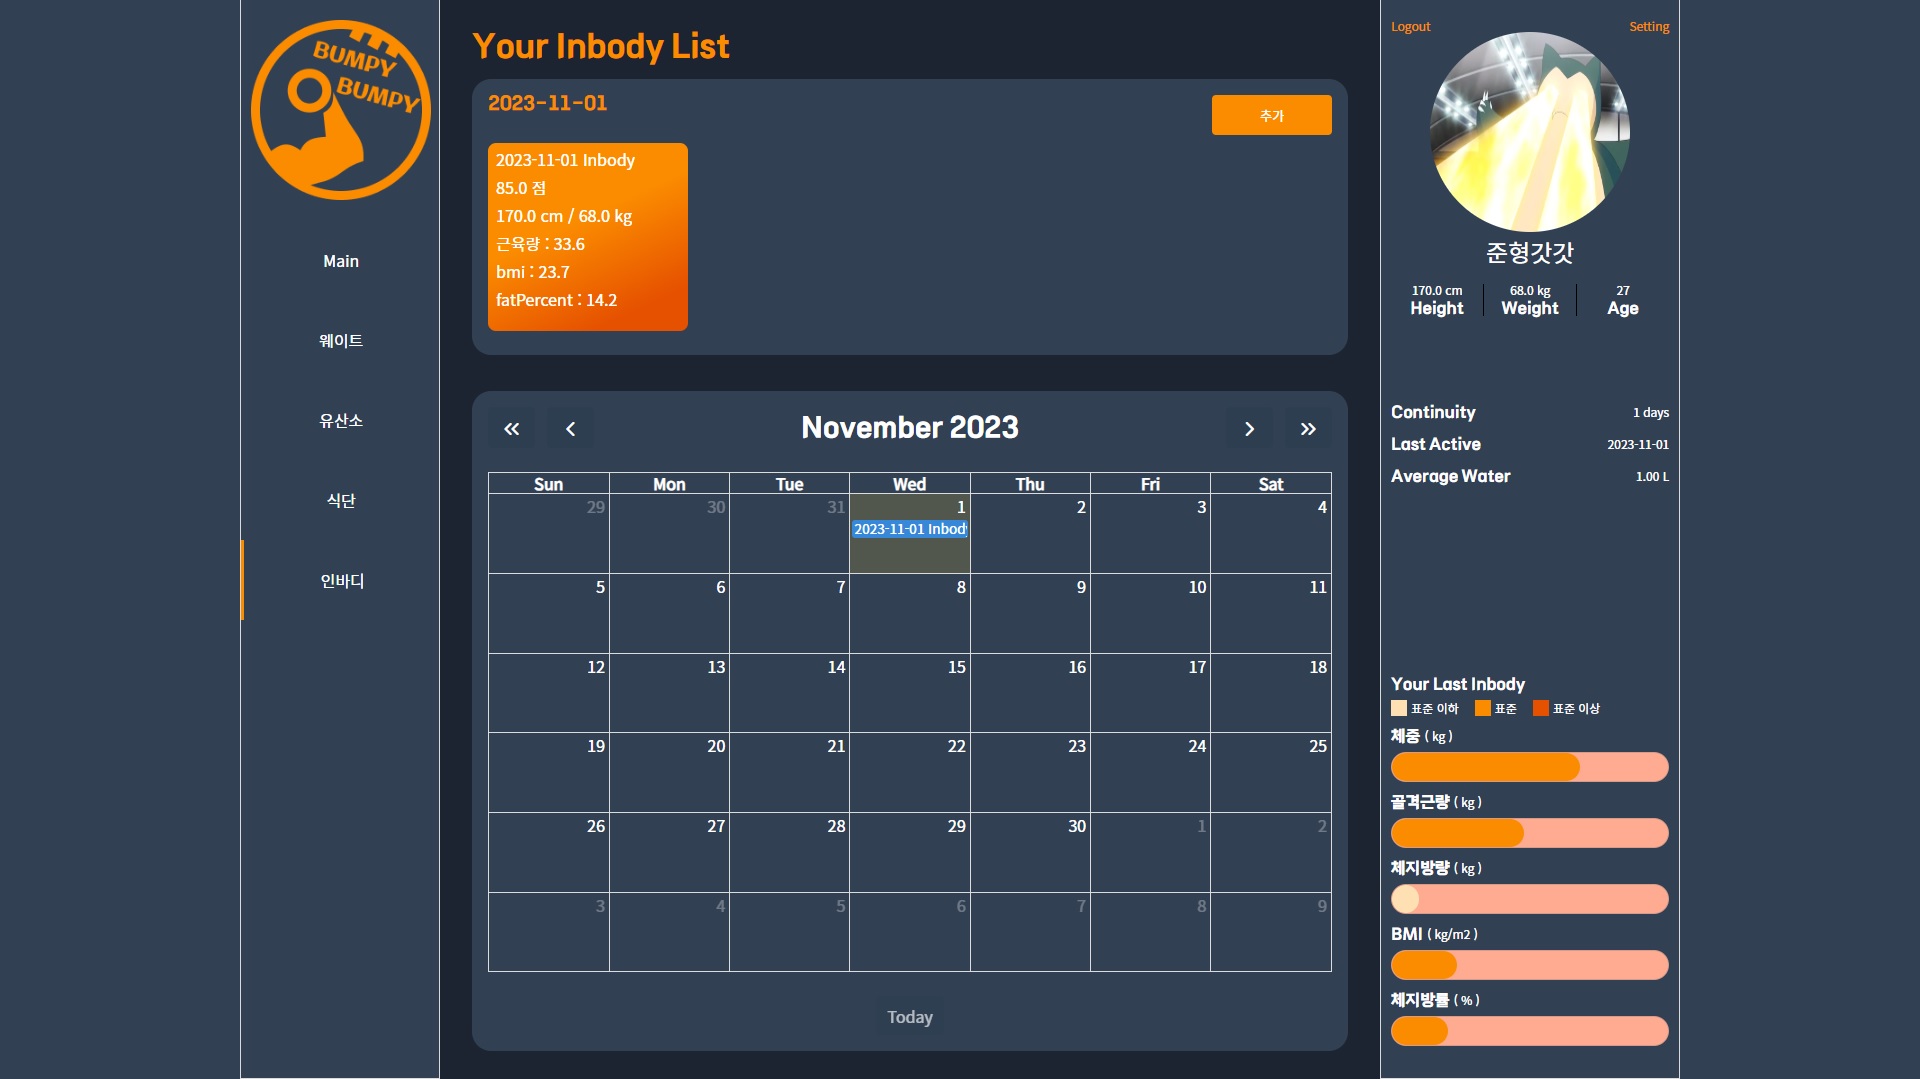 BUMPY
BUMPY
Main
웨이트
유산소
식단
인바디
Your Inbody List
2023-11-01
추가
2023-11-01 Inbody
85.0 점
170.0 cm / 68.0 kg
근육량 : 33.6
bmi : 23.7
fatPercent : 14.2
« ‹ November 2023 › »
Sun Mon Tue Wed Thu Fri Sat
29 30 31 1 2 3 4
2023-11-01 Inbody
5 6 7 8 9 10 11
12 13 14 15 16 17 18
19 20 21 22 23 24 25
26 27 28 29 30 1 2
3 4 5 6 7 8 9
Today
Logout Setting
준형갓갓
170.0 cm 68.0 kg 27
Height Weight Age
Continuity 1 days
Last Active 2023-11-01
Average Water 1.00 L
Your Last Inbody
표준 이하 표준 표준 이상
체중 ( kg )
골격근량 ( kg )
체지방량 ( kg )
BMI ( kg/m2 )
체지방률 ( % )